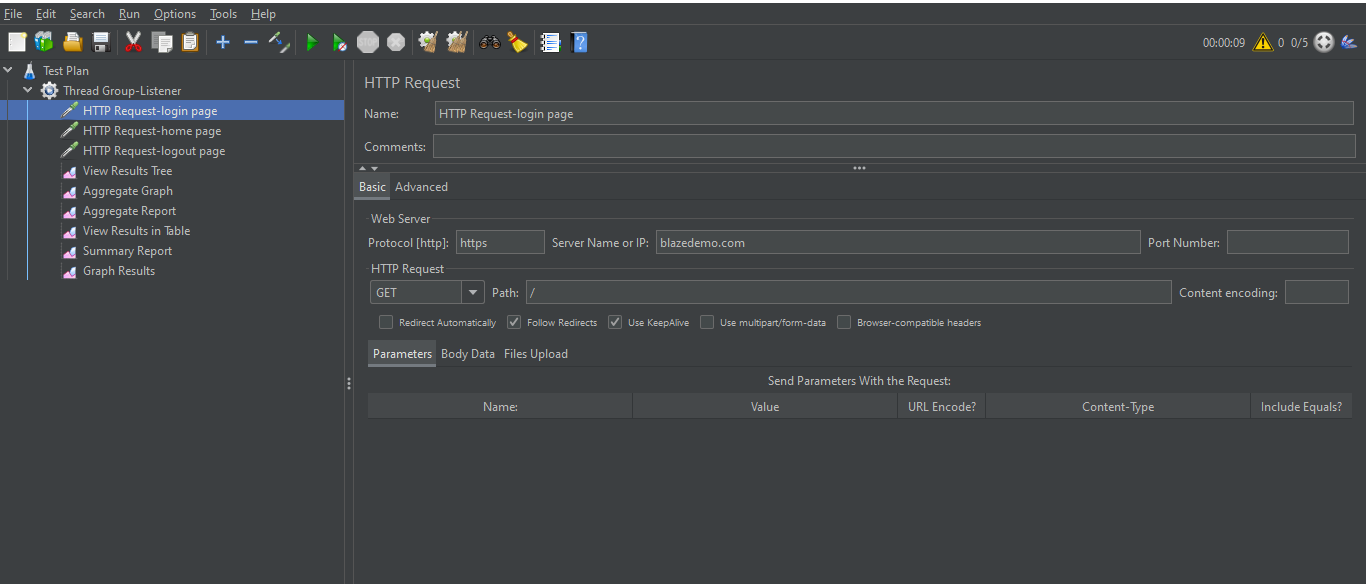 File Edit Search Run Options Tools Help
00:00:09 0 0/5
Test Plan
Thread Group-Listener
HTTP Request-login page
HTTP Request-home page
HTTP Request-logout page
View Results Tree
Aggregate Graph
Aggregate Report
View Results in Table
Summary Report
Graph Results
HTTP Request
Name: HTTP Request-login page
Comments:
Basic Advanced
Web Server
Protocol [http]: https Server Name or IP: blazedemo.com Port Number:
HTTP Request
GET Path: / Content encoding:
Redirect Automatically Follow Redirects Use KeepAlive Use multipart/form-data Browser-compatible headers
Parameters Body Data Files Upload
Send Parameters With the Request:
Name: Value URL Encode? Content-Type Include Equals?